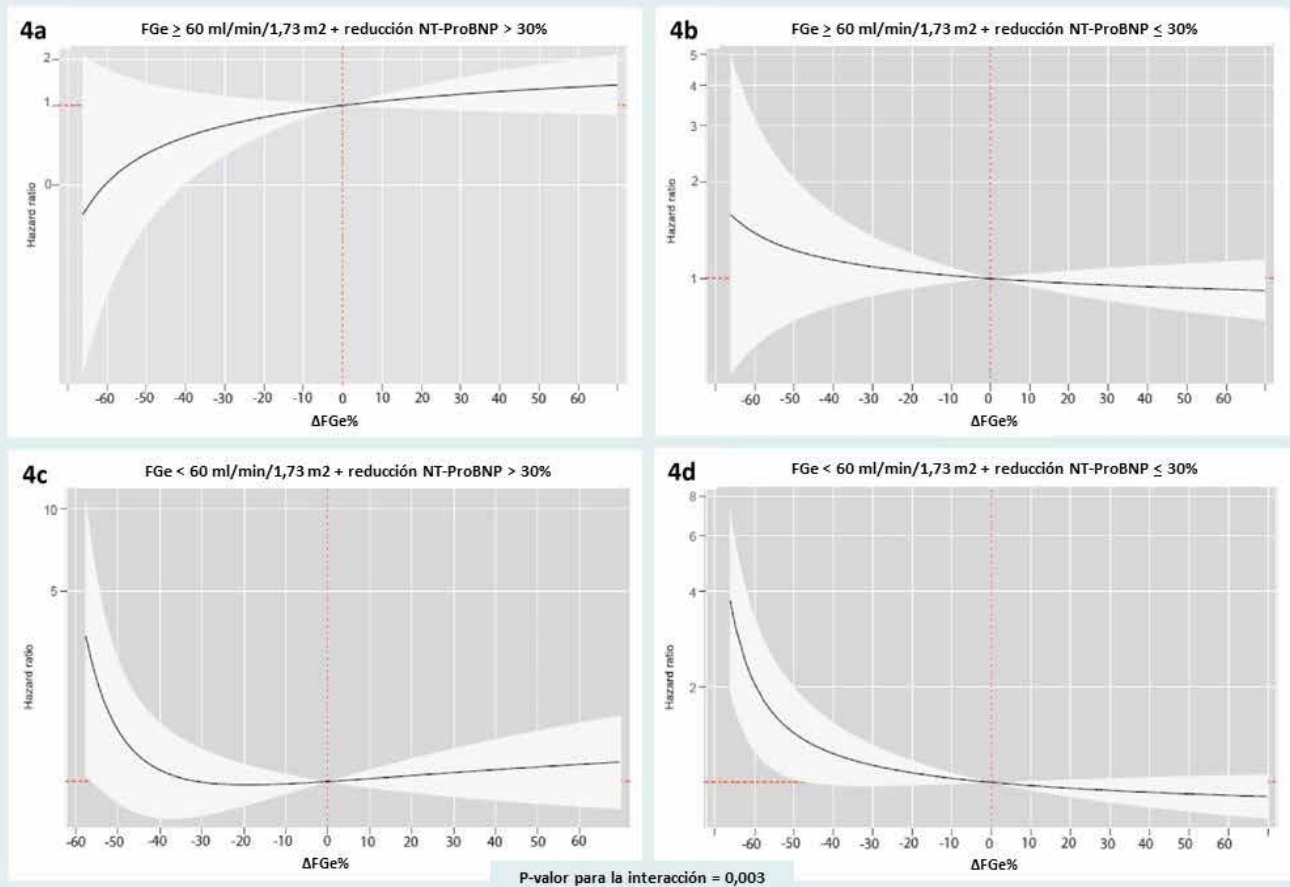 4a
FGe ≥ 60 ml/min/1,73 m2 + reducción NT-ProBNP > 30%
2
1
0
Hazard ratio
-60 -50 -40 -30 -20 -10 0 10 20 30 40 50 60
ΔFGe%
4b
FGe ≥ 60 ml/min/1,73 m2 + reducción NT-ProBNP ≤ 30%
5
4
3
2
1
Hazard ratio
-60 -50 -40 -30 -20 -10 0 10 20 30 40 50 60
ΔFGe%
4c
FGe < 60 ml/min/1,73 m2 + reducción NT-ProBNP > 30%
10
5
Hazard ratio
-60 -50 -40 -30 -20 -10 0 10 20 30 40 50 60
ΔFGe%
4d
FGe < 60 ml/min/1,73 m2 + reducción NT-ProBNP ≤ 30%
8
6
4
2
Hazard ratio
-60 -50 -40 -30 -20 -10 0 10 20 30 40 50 60
ΔFGe%
P-valor para la interacción = 0,003